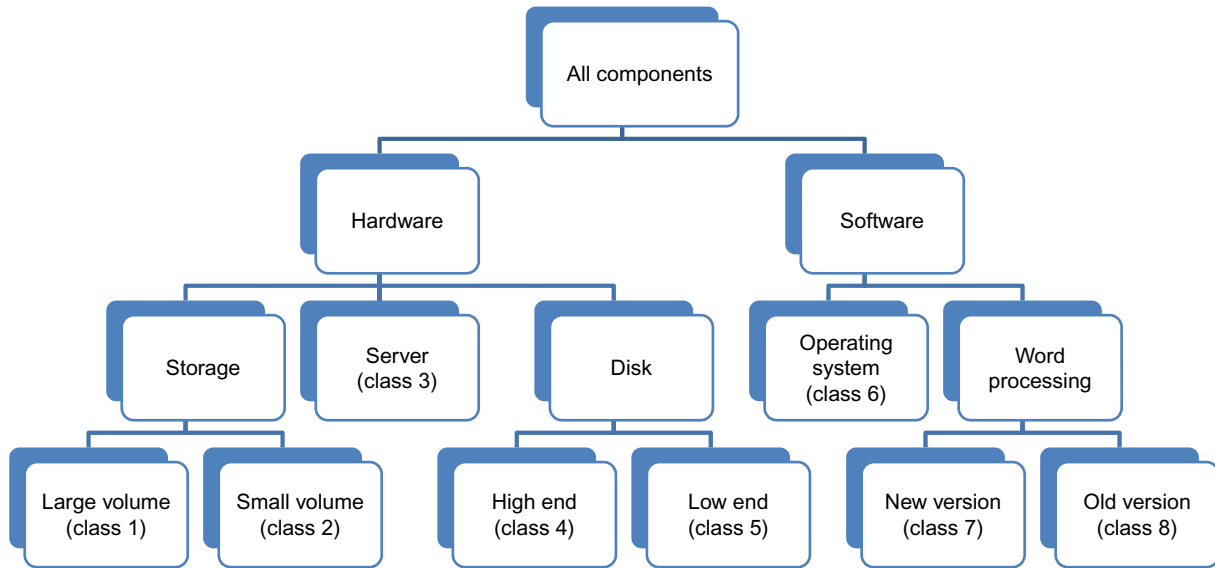 All components
Hardware
Software
Storage
Server
(class 3)
Disk
Operating
system
(class 6)
Word
processing
Large volume
(class 1)
Small volume
(class 2)
High end
(class 4)
Low end
(class 5)
New version
(class 7)
Old version
(class 8)